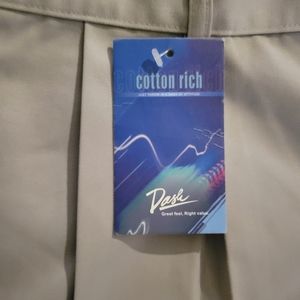 cotton rich
Dash
Great feel, Right value.